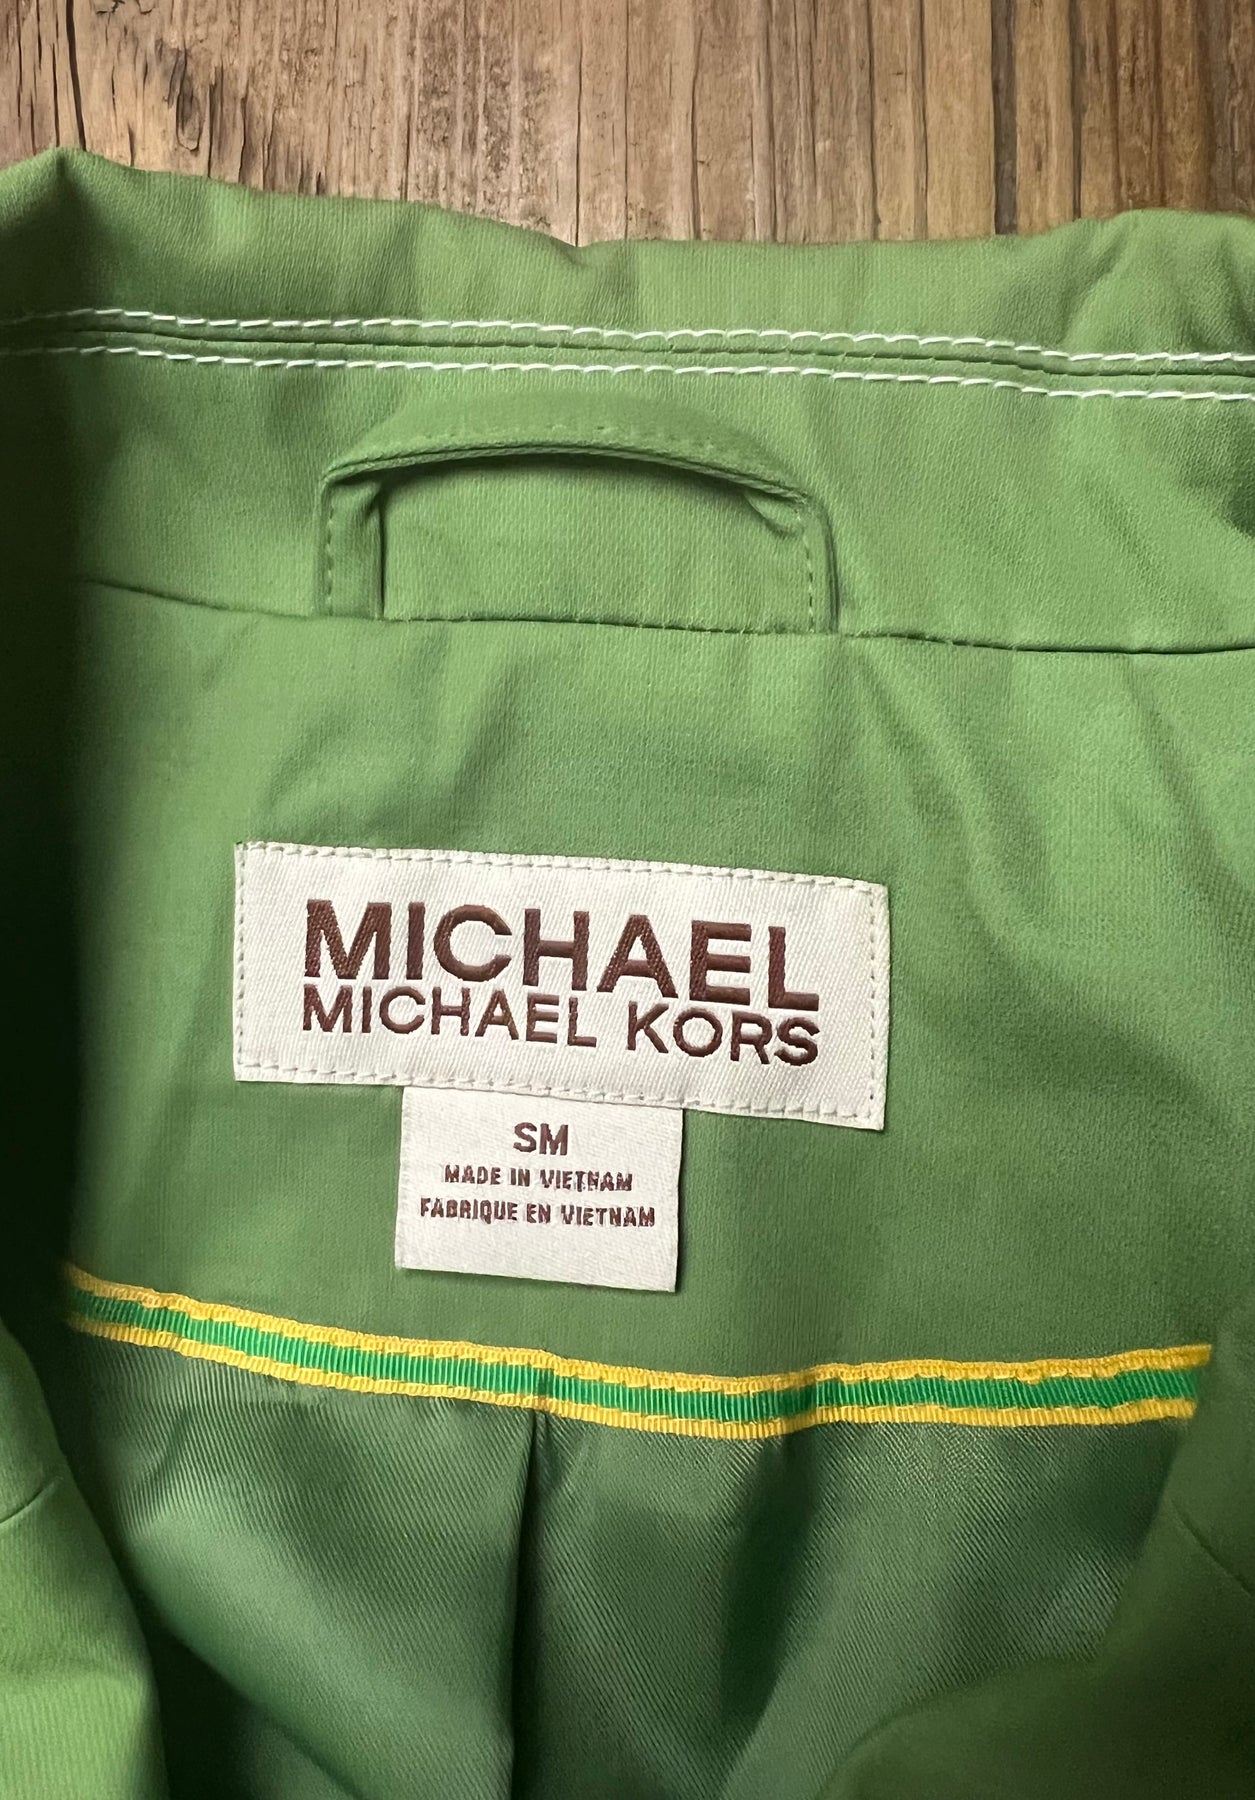 MICHAEL
MICHAEL KORS
SM
MADE IN VIETNAM
FABRIQUE EN VIETNAM